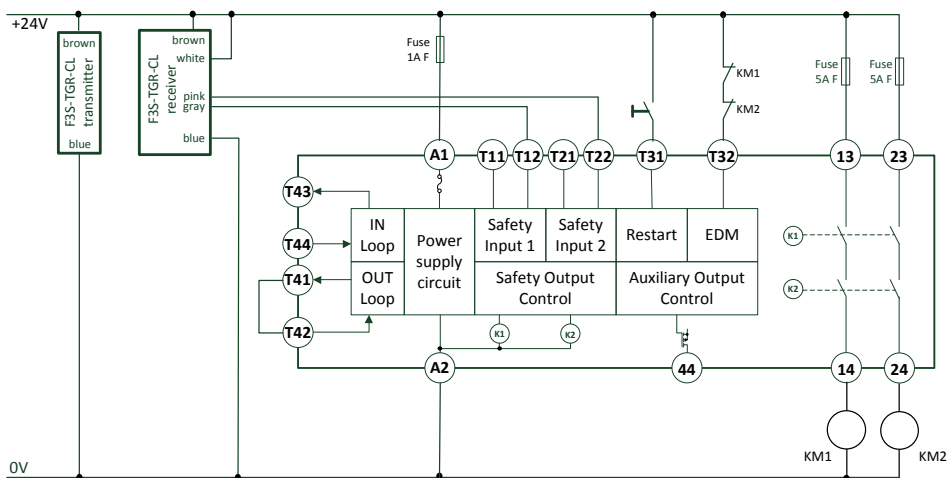 +24V
brown
F3S-TGR-CL
transmitter
blue
brown
white
F3S-TGR-CL
receiver
pink
gray
blue
Fuse
1A F
KM1
KM2
Fuse
5A F
Fuse
5A F
A1
T11
T12
T21
T22
T31
T32
13
23
T43
T44
T41
T42
IN
Loop
OUT
Loop
Power
supply
circuit
Safety
Input 1
Safety
Input 2
Restart
EDM
Safety Output
Control
Auxiliary Output
Control
K1
K2
K1
K2
A2
44
14
24
KM1
KM2
0V